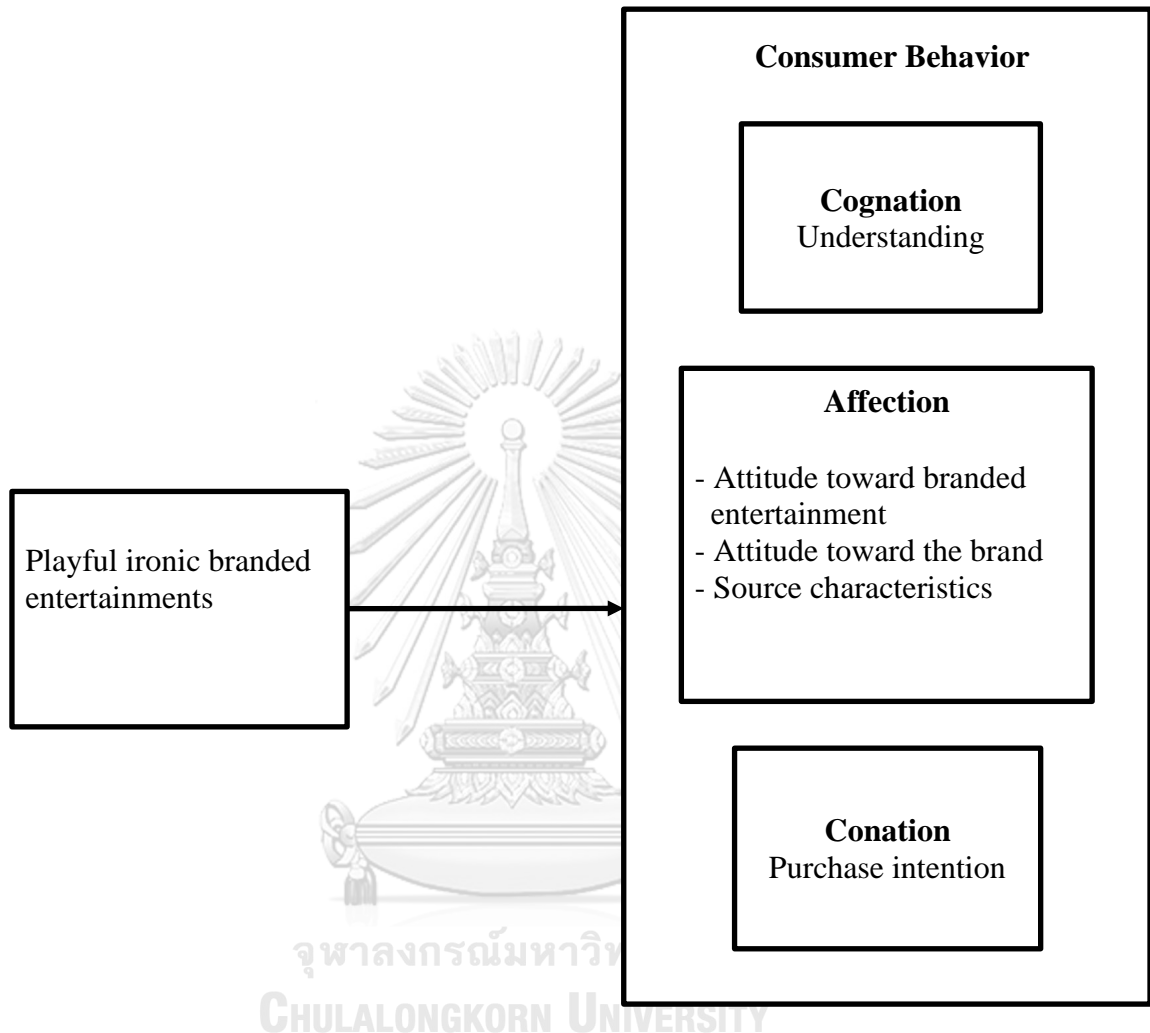 Consumer Behavior
Cognation
Understanding
Affection
- Attitude toward branded
entertainment
- Attitude toward the brand
- Source characteristics
Playful ironic branded
entertainments
Conation
Purchase intention
จุฬาลงกรณ์มหาวิท
CHULALONGKORN UNIVERSITY